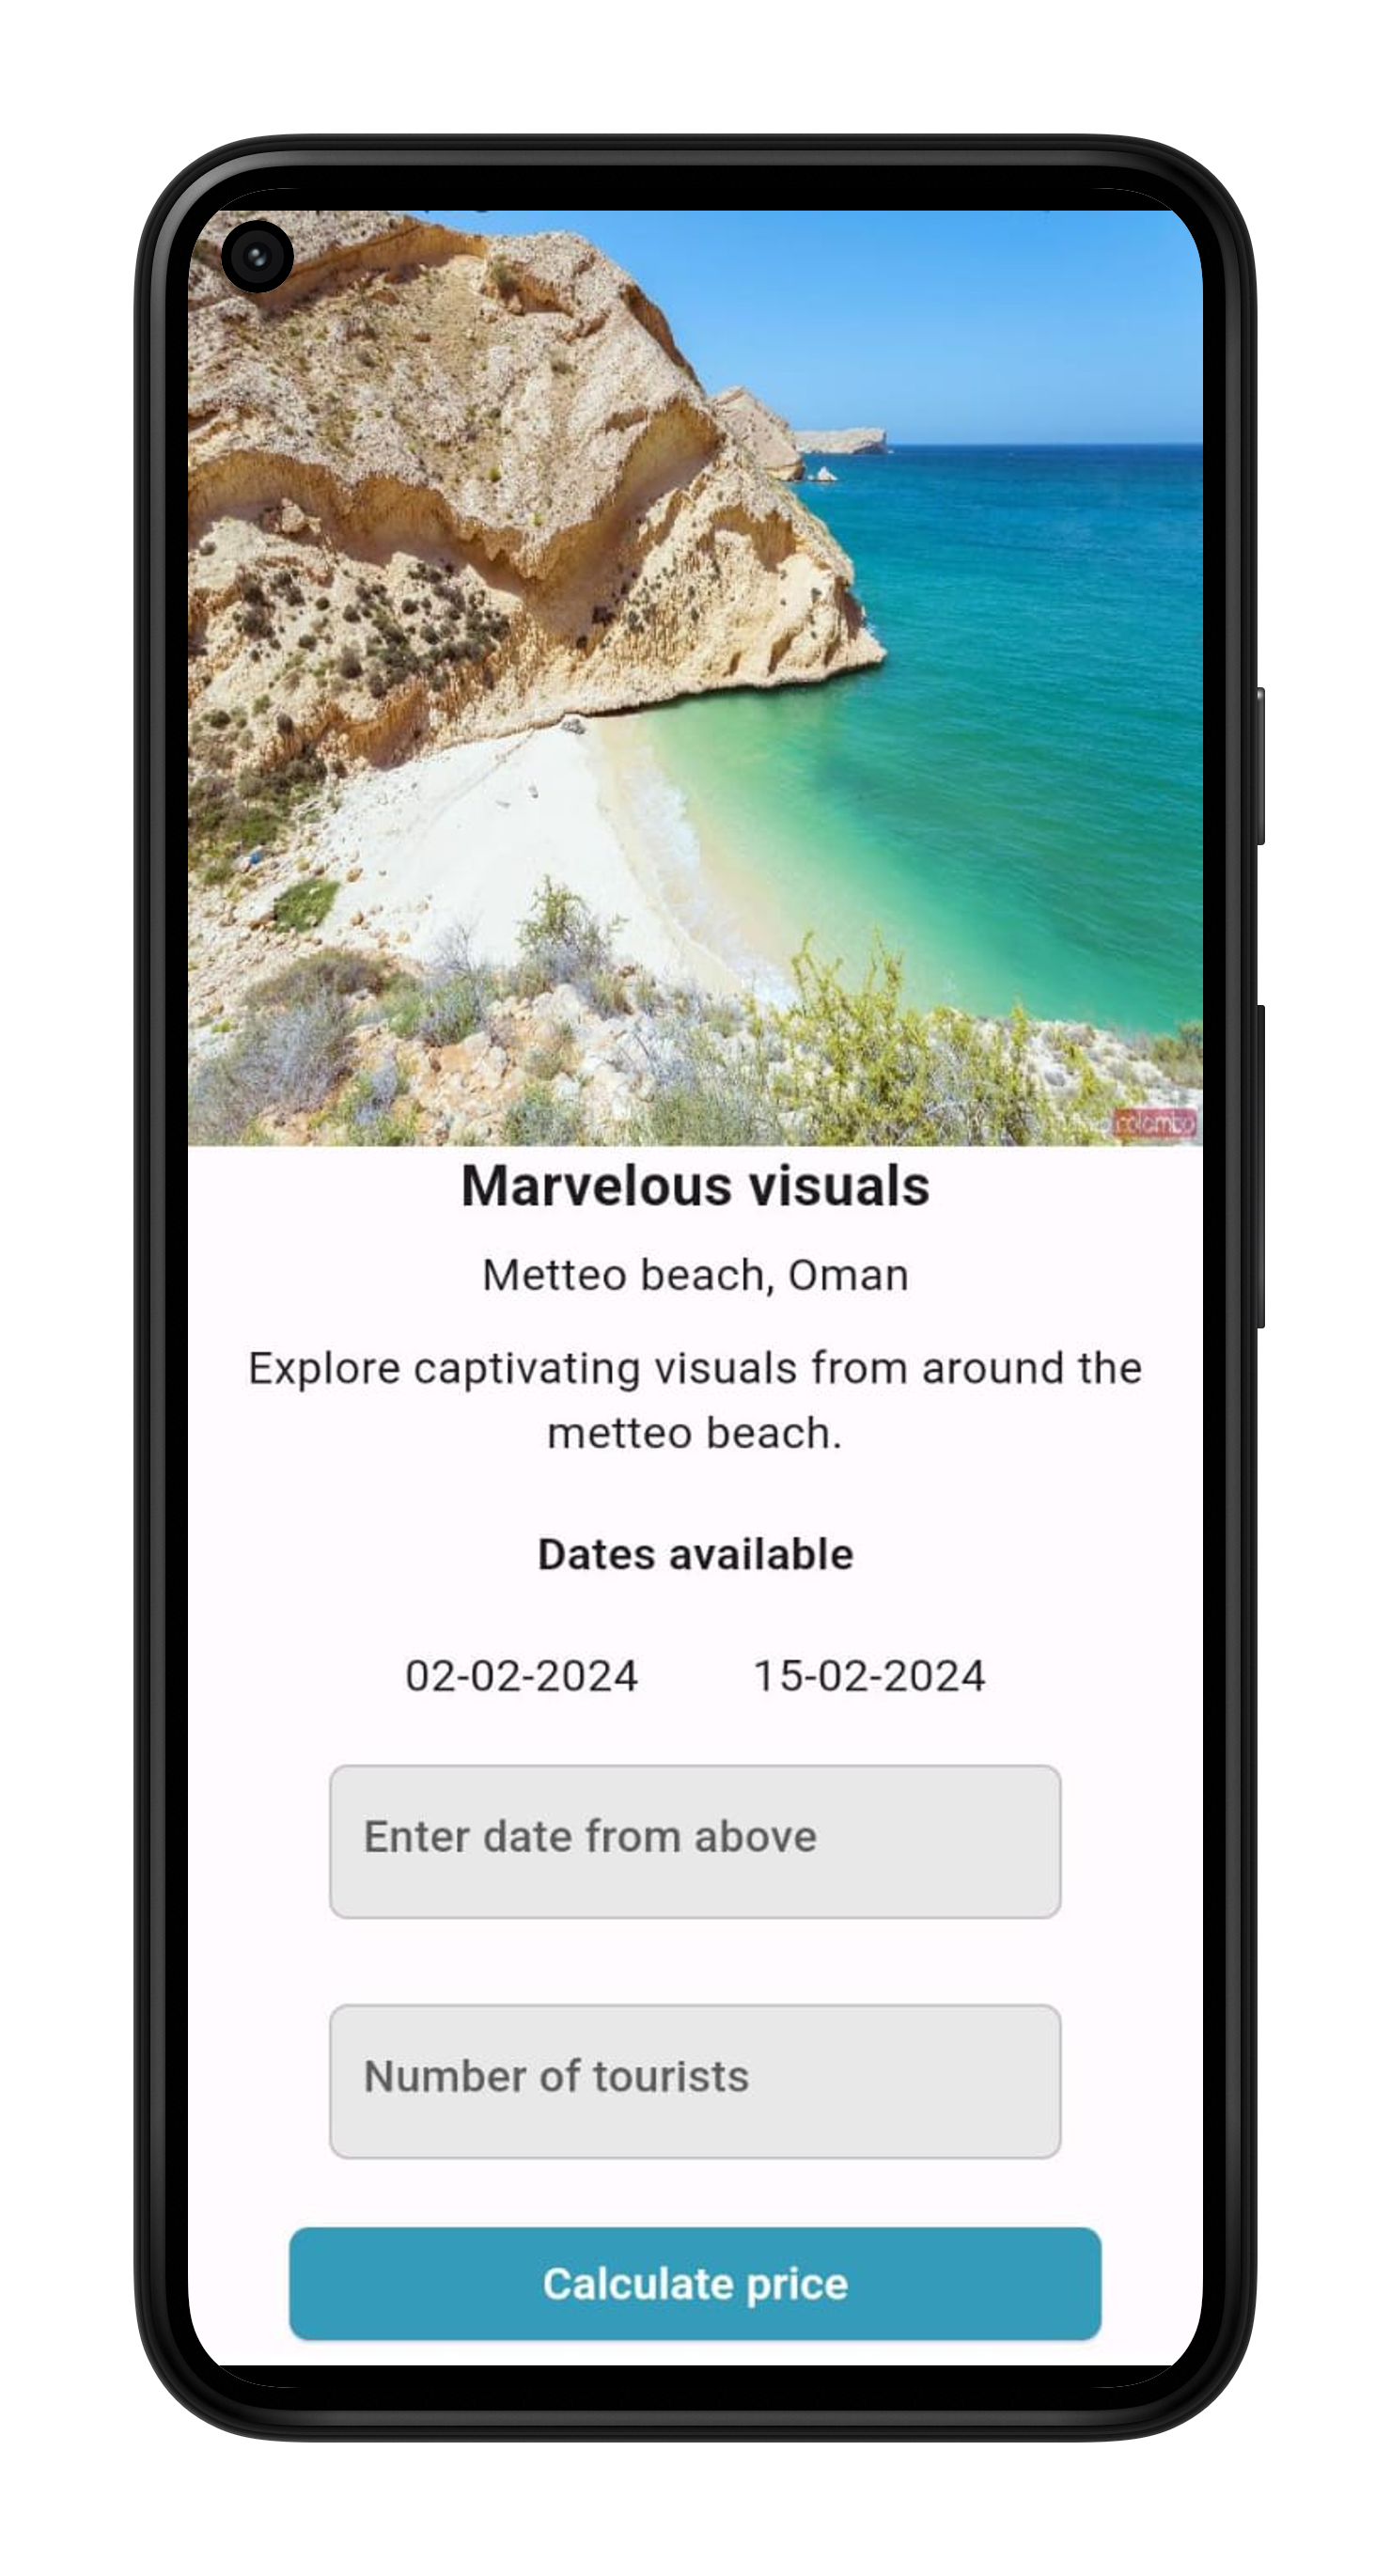 colombo
Marvelous visuals
Metteo beach, Oman
Explore captivating visuals from around the
metteo beach.
Dates available
02-02-2024 15-02-2024
Enter date from above
Number of tourists
Calculate price